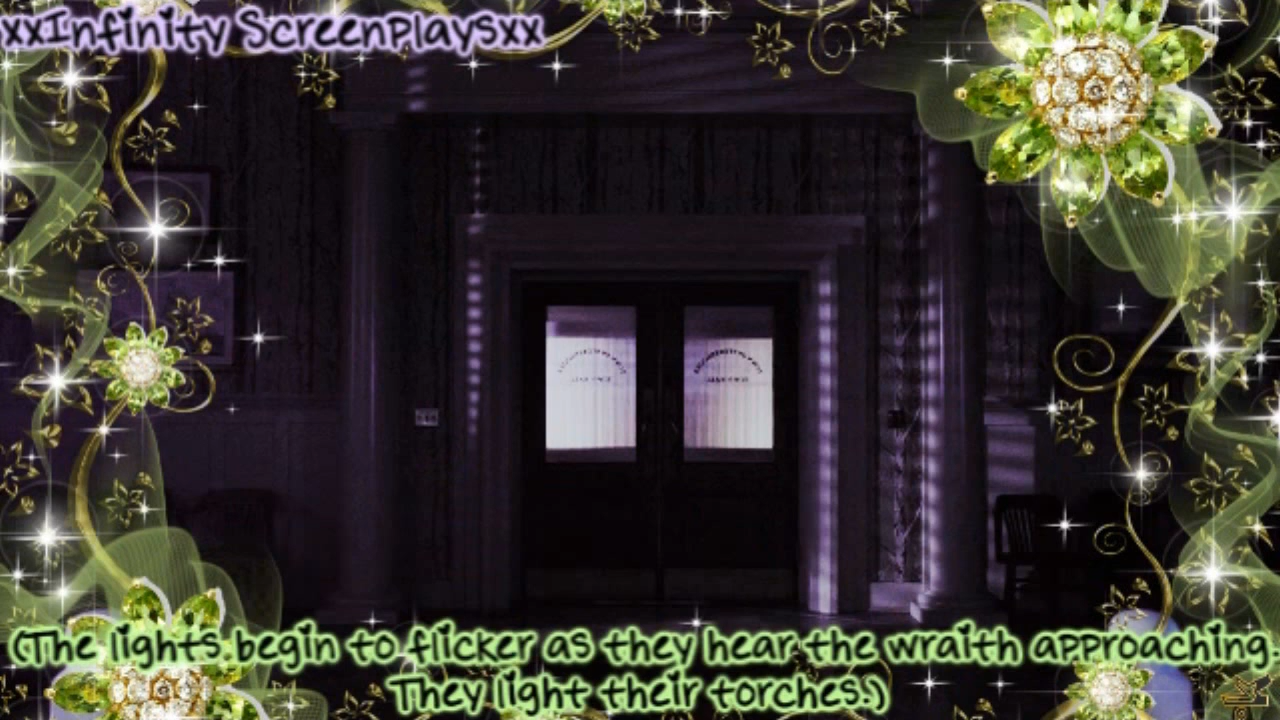 xxInfinity Screenplaysxx
(The lights begin to flicker as they hear the wraith approaching.
They light their torches.)